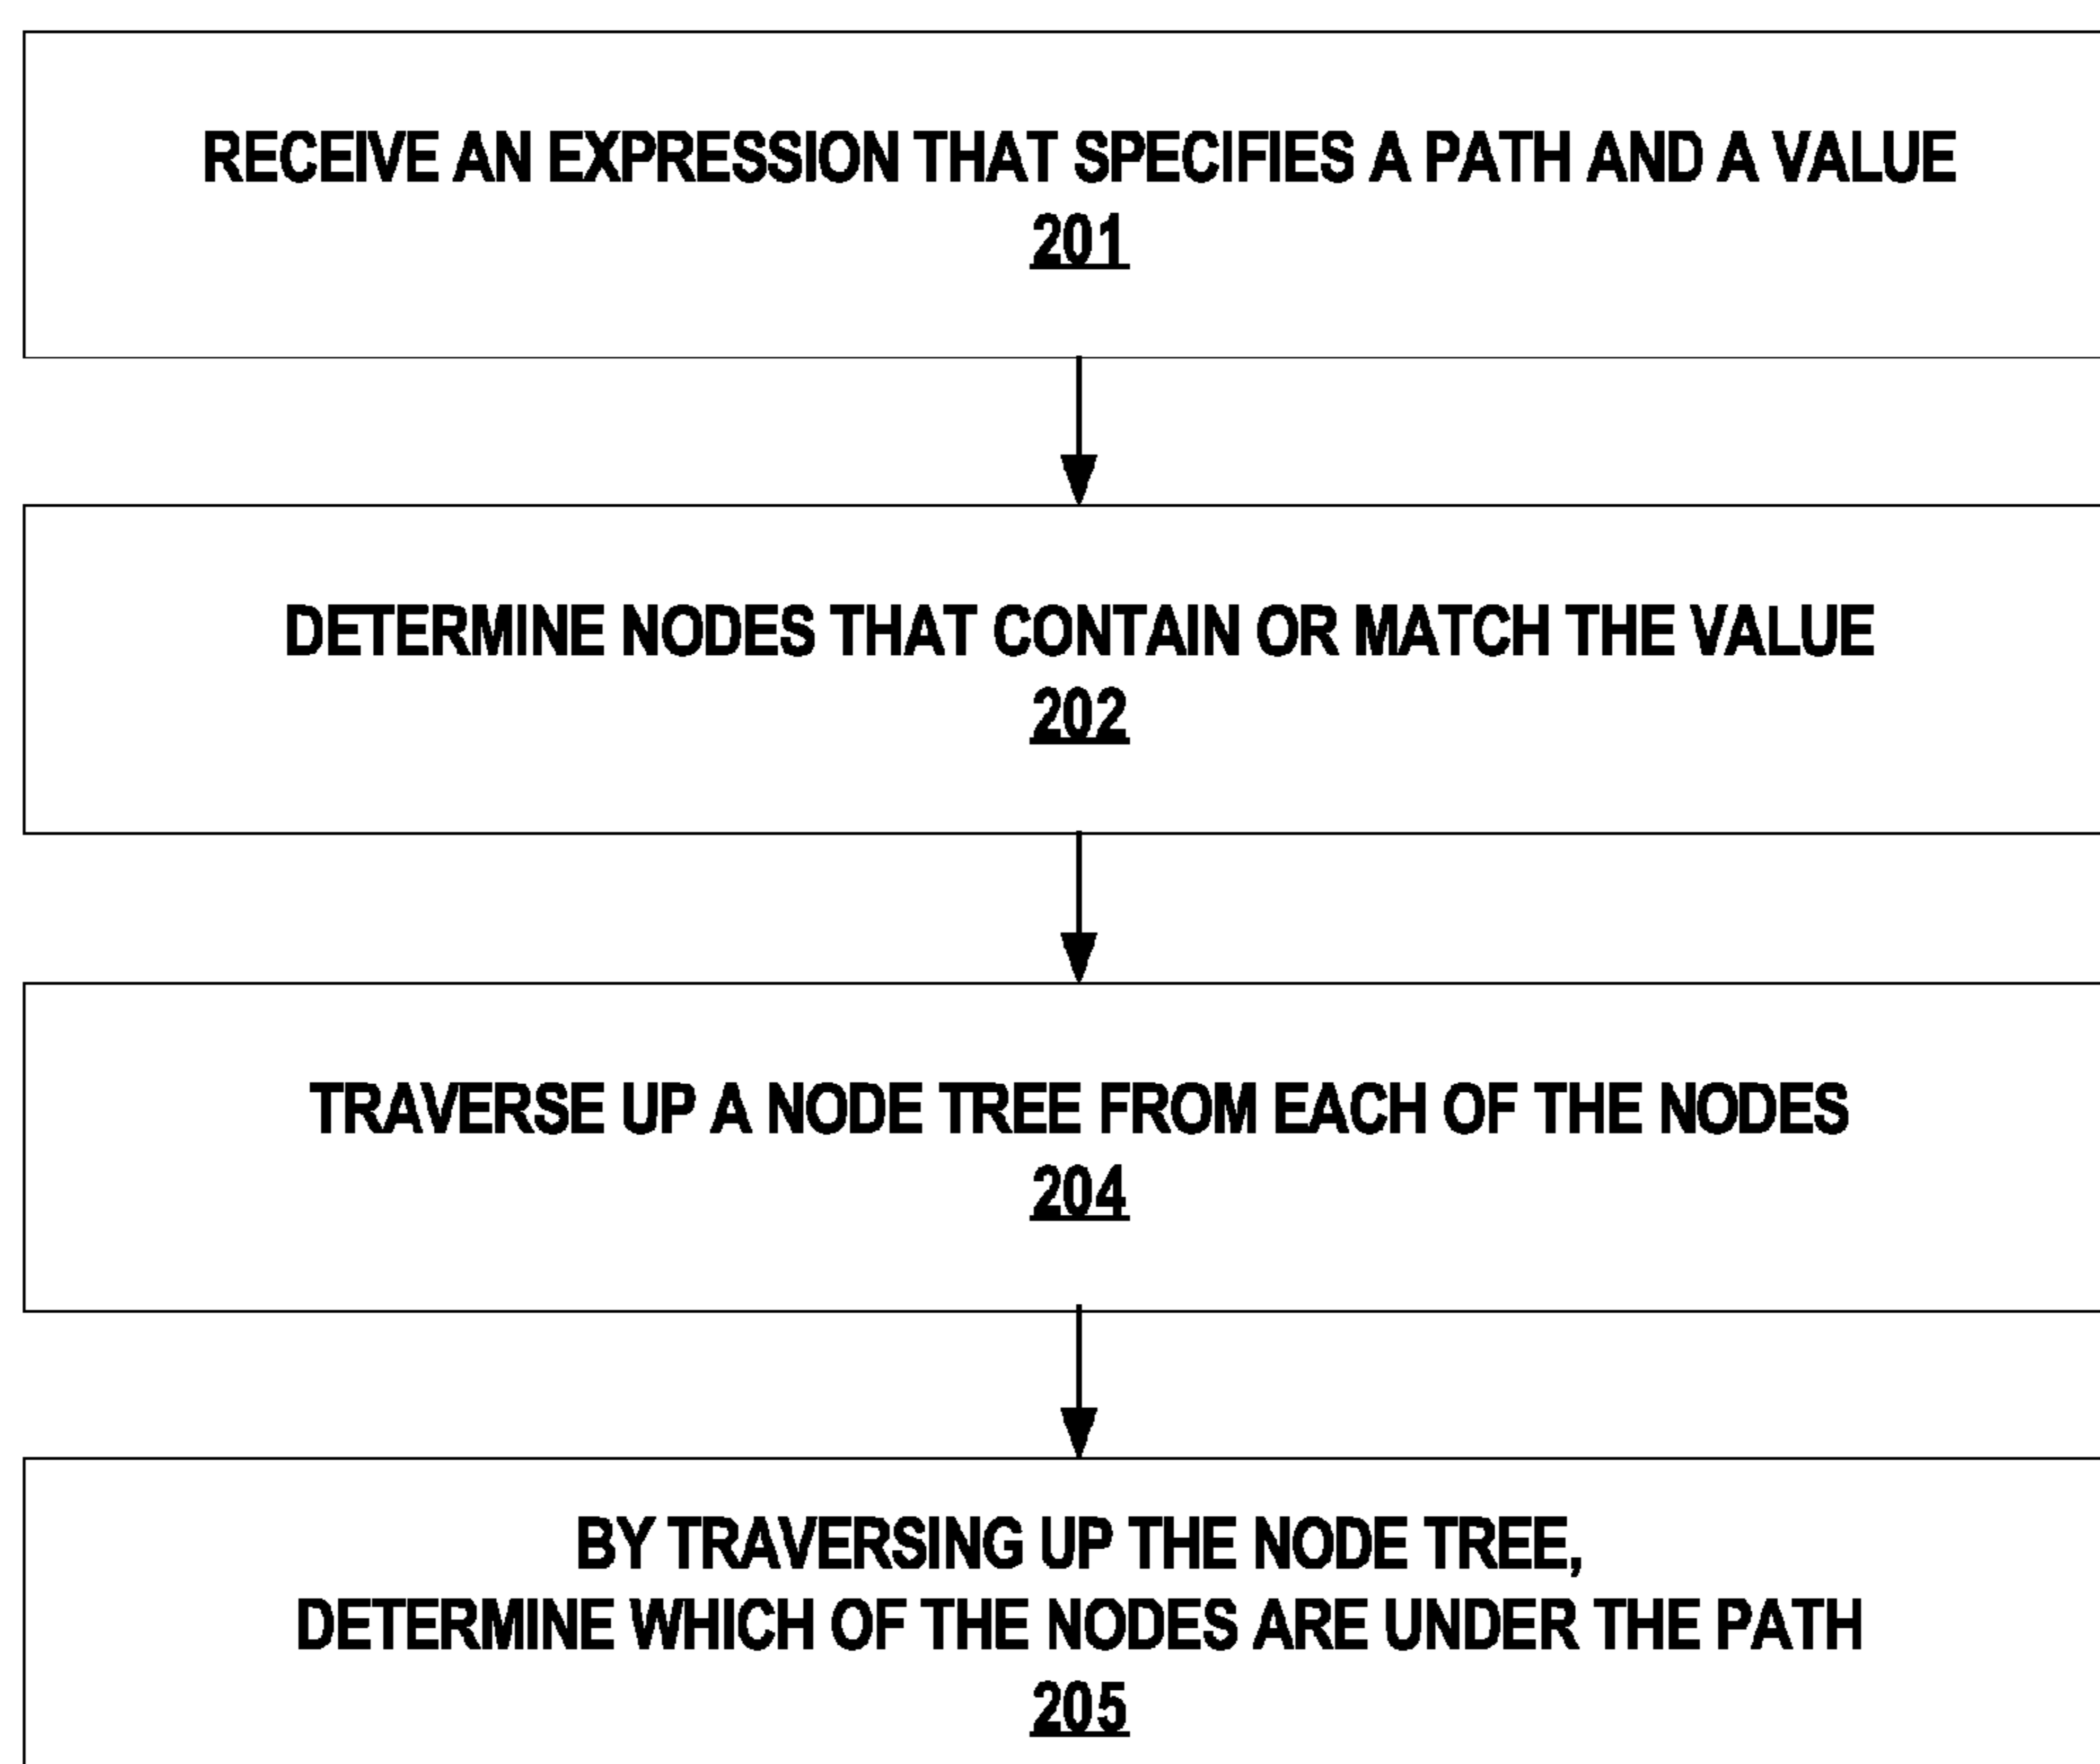 RECEIVE AN EXPRESSION THAT SPECIFIES A PATH AND A VALUE
201
DETERMINE NODES THAT CONTAIN OR MATCH THE VALUE
202
TRAVERSE UP A NODE TREE FROM EACH OF THE NODES
204
BY TRAVERSING UP THE NODE TREE,
DETERMINE WHICH OF THE NODES ARE UNDER THE PATH
205